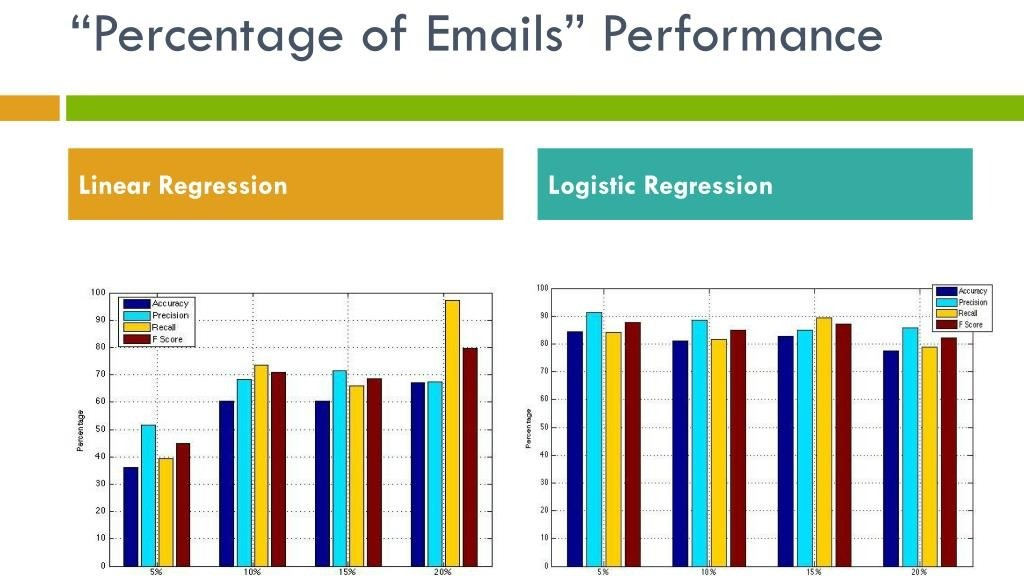 “Percentage of Emails” Performance
Linear Regression
Logistic Regression
100
90
80
70
60
50
40
30
20
10
0
Percentage
Accuracy
Precision
Recall
F Score
5%
10%
15%
20%
100
90
80
70
60
50
40
30
20
10
0
Percentage
Accuracy
Precision
Recall
F Score
5%
10%
15%
20%